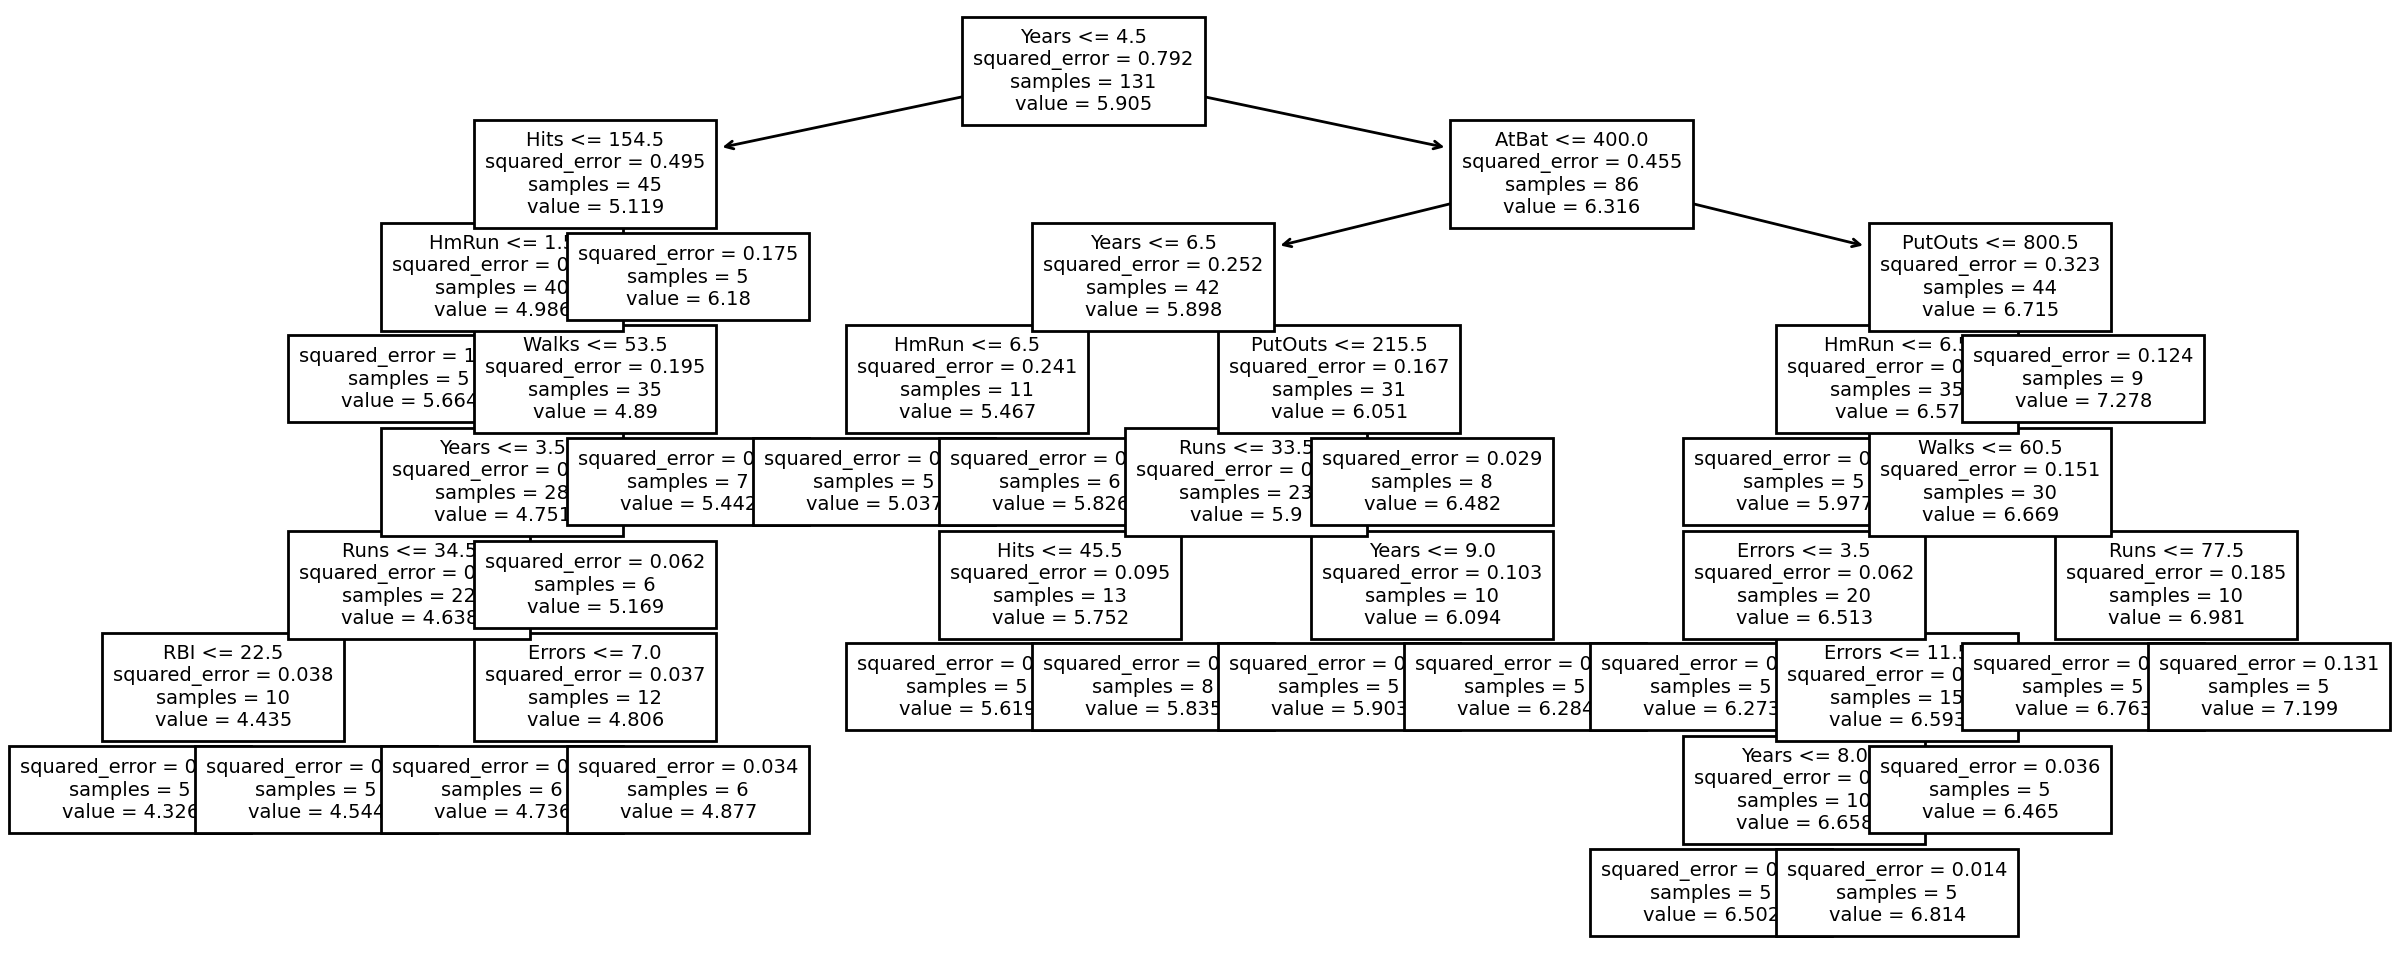 Years <= 4.5
squared_error = 0.792
samples = 131
value = 5.905
Hits <= 154.5
squared_error = 0.495
samples = 45
value = 5.119
AtBat <= 400.0
squared_error = 0.455
samples = 86
value = 6.316
HmRun <= 1.5
squared_error = 0
samples = 40
value = 4.986
squared_error = 0.175
samples = 5
value = 6.18
Years <= 6.5
squared_error = 0.252
samples = 42
value = 5.898
PutOuts <= 800.5
squared_error = 0.323
samples = 44
value = 6.715
squared_error = 1
samples = 5
value = 5.664
Walks <= 53.5
squared_error = 0.195
samples = 35
value = 4.89
HmRun <= 6.5
squared_error = 0.241
samples = 11
value = 5.467
PutOuts <= 215.5
squared_error = 0.167
samples = 31
value = 6.051
HmRun <= 6.5
squared_error = 0
samples = 35
value = 6.57
squared_error = 0.124
samples = 9
value = 7.278
Years <= 3.5
squared_error = 0
samples = 28
value = 4.751
squared_error = 0
samples = 7
value = 5.442
squared_error = 0
samples = 5
value = 5.037
squared_error = 0
samples = 6
value = 5.826
Runs <= 33.5
squared_error = 0
samples = 23
value = 5.9
squared_error = 0.029
samples = 8
value = 6.482
squared_error = 0
samples = 5
value = 5.977
Walks <= 60.5
squared_error = 0.151
samples = 30
value = 6.669
Runs <= 34.5
squared_error = 0
samples = 22
value = 4.638
squared_error = 0.062
samples = 6
value = 5.169
Hits <= 45.5
squared_error = 0.095
samples = 13
value = 5.752
Years <= 9.0
squared_error = 0.103
samples = 10
value = 6.094
Errors <= 3.5
squared_error = 0.062
samples = 20
value = 6.513
Runs <= 77.5
squared_error = 0.185
samples = 10
value = 6.981
RBI <= 22.5
squared_error = 0.038
samples = 10
value = 4.435
Errors <= 7.0
squared_error = 0.037
samples = 12
value = 4.806
squared_error = 0
samples = 5
value = 5.619
squared_error = 0
samples = 8
value = 5.835
squared_error = 0
samples = 5
value = 5.903
squared_error = 0
samples = 5
value = 6.284
squared_error = 0
samples = 5
value = 6.273
Errors <= 11.5
squared_error = 0
samples = 15
value = 6.593
squared_error = 0
samples = 5
value = 6.763
squared_error = 0.131
samples = 5
value = 7.199
squared_error = 0
samples = 5
value = 4.326
squared_error = 0
samples = 5
value = 4.544
squared_error = 0
samples = 6
value = 4.736
squared_error = 0.034
samples = 6
value = 4.877
Years <= 8.0
squared_error = 0
samples = 10
value = 6.658
squared_error = 0.036
samples = 5
value = 6.465
squared_error = 0
samples = 5
value = 6.502
squared_error = 0.014
samples = 5
value = 6.814